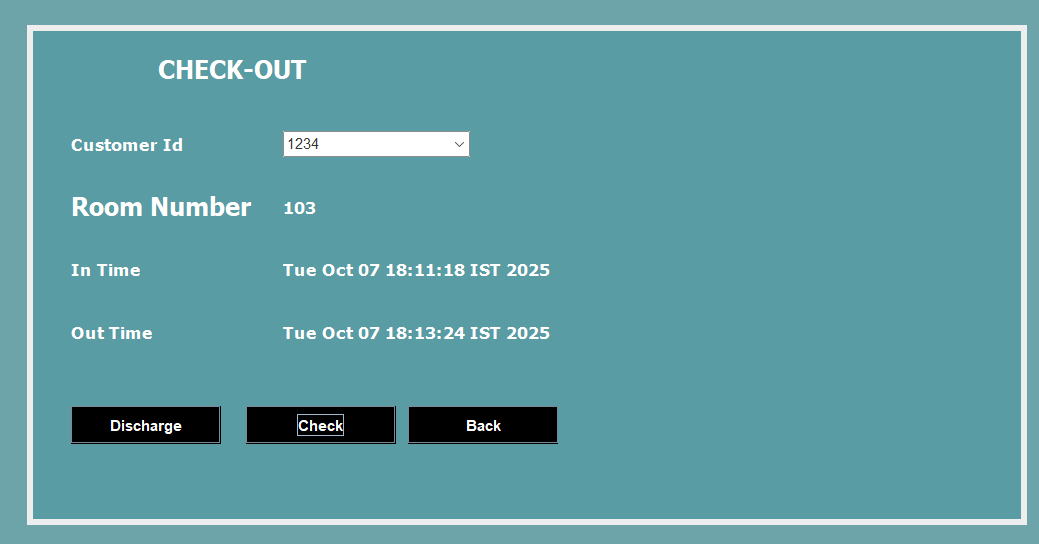 CHECK-OUT
Customer Id 1234
Room Number 103
In Time Tue Oct 07 18:11:18 IST 2025
Out Time Tue Oct 07 18:13:24 IST 2025
Discharge Check Back